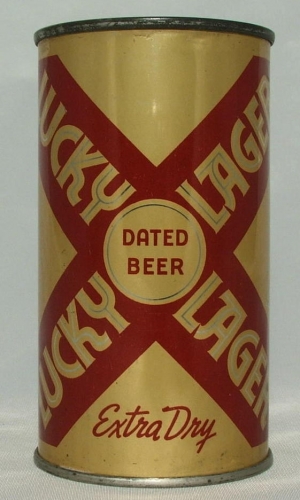 LUCKY LAGER
DATED
BEER
LUCKY LAGER
Extra Dry